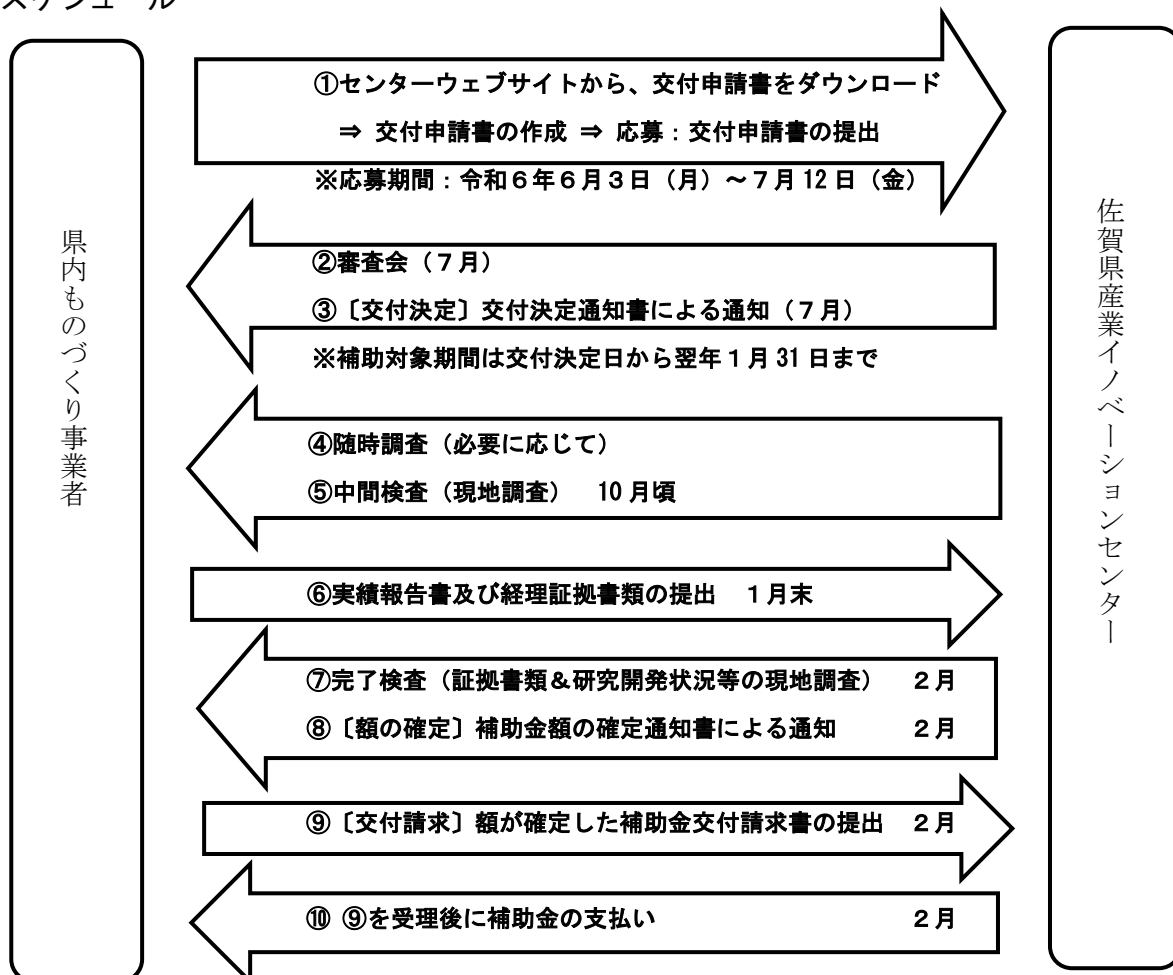 スケジュール
県内ものづくり事業者
①センターウェブサイトから、交付申請書をダウンロード
⇒ 交付申請書の作成 ⇒ 応募：交付申請書の提出
※応募期間：令和６年６月３日（月）～７月12日（金）
②審査会（７月）
③〔交付決定〕交付決定通知書による通知（７月）
※補助対象期間は交付決定日から翌年１月31日まで
④随時調査（必要に応じて）
⑤中間検査（現地調査）　10月頃
⑥実績報告書及び経理証拠書類の提出　１月末
⑦完了検査（証拠書類＆研究開発状況等の現地調査）　２月
⑧〔額の確定〕補助金額の確定通知書による通知　２月
⑨〔交付請求〕額が確定した補助金交付請求書の提出　２月
⑩ ⑨を受理後に補助金の支払い　２月
佐賀県産業イノベーションセンター